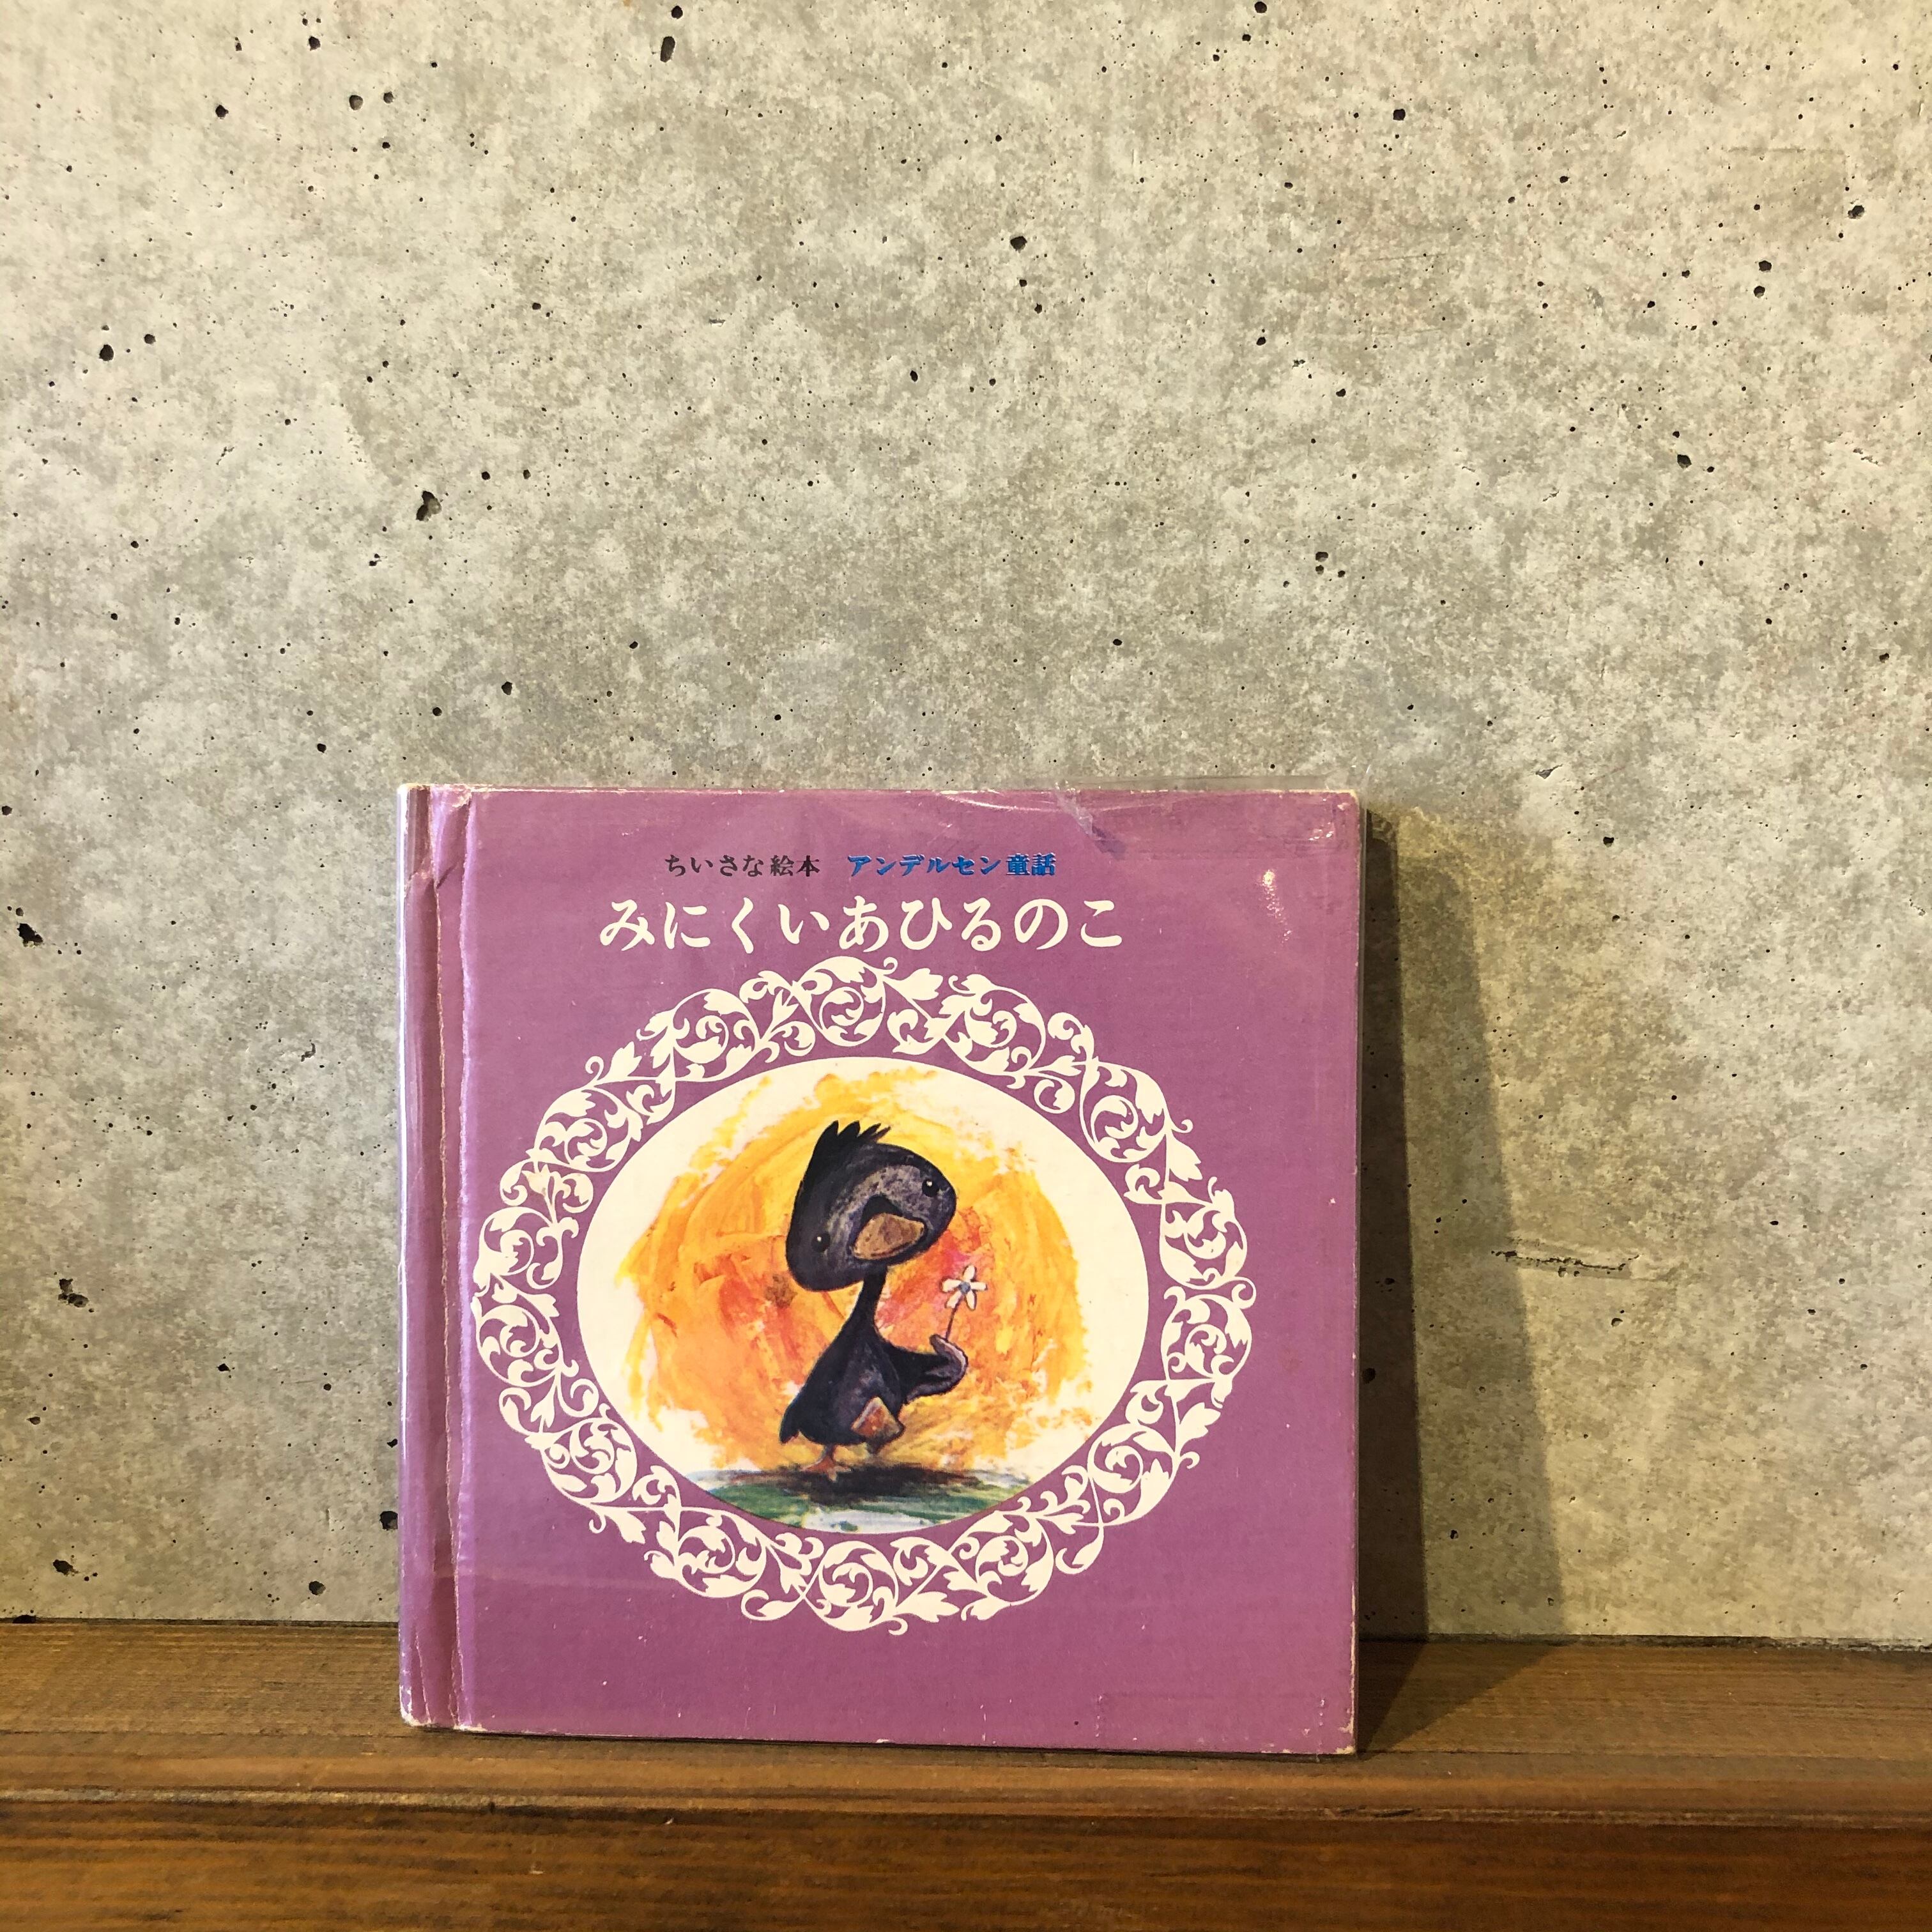 ちいさな絵本　アンデルセン童話
みにくいあひるのこ